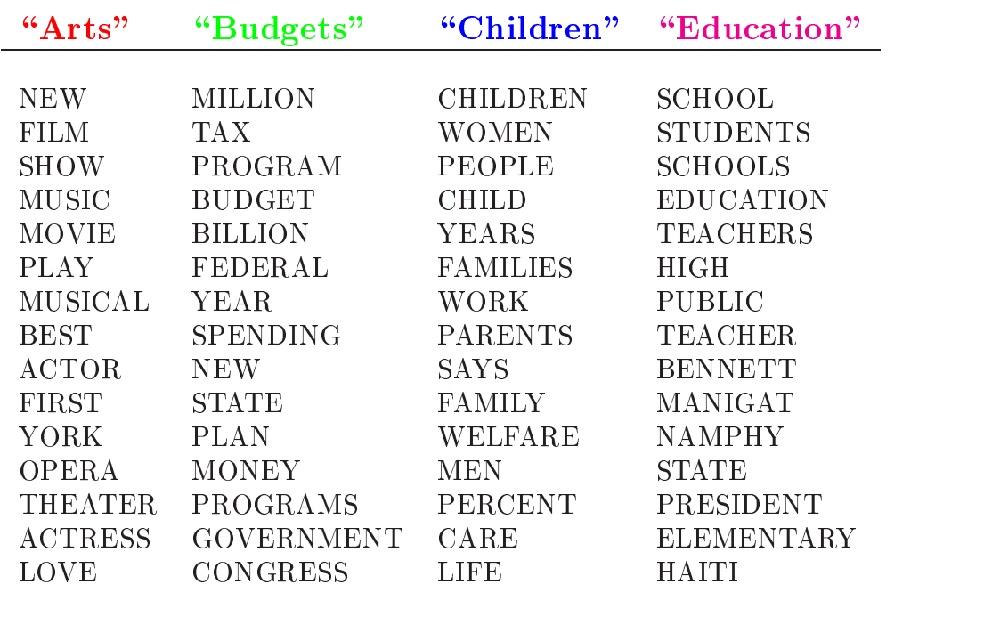 “Arts” “Budgets” “Children” “Education”
NEW MILLION CHILDREN SCHOOL
FILM TAX WOMEN STUDENTS
SHOW PROGRAM PEOPLE SCHOOLS
MUSIC BUDGET CHILD EDUCATION
MOVIE BILLION YEARS TEACHERS
PLAY FEDERAL FAMILIES HIGH
MUSICAL YEAR WORK PUBLIC
BEST SPENDING PARENTS TEACHER
ACTOR NEW SAYS BENNETT
FIRST STATE FAMILY MANIGAT
YORK PLAN WELFARE NAMPHY
OPERA MONEY MEN STATE
THEATER PROGRAMS PERCENT PRESIDENT
ACTRESS GOVERNMENT CARE ELEMENTARY
LOVE CONGRESS LIFE HAITI